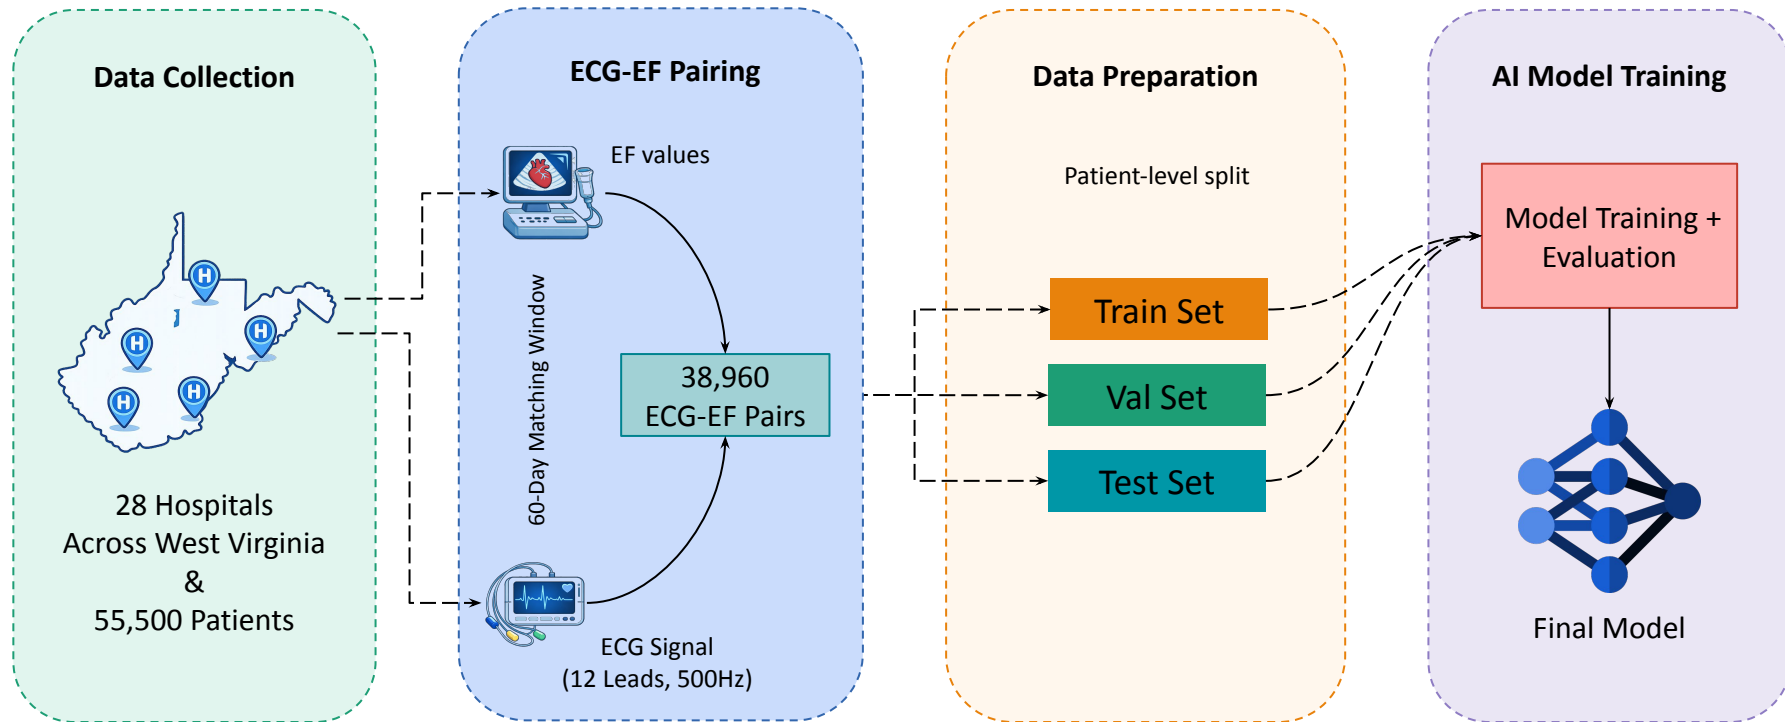 Data Collection
H
H
H
H
H
28 Hospitals
Across West Virginia
&
55,500 Patients
ECG-EF Pairing
EF values
60-Day Matching Window
38,960
ECG-EF Pairs
ECG Signal
(12 Leads, 500Hz)
Data Preparation
Patient-level split
Train Set
Val Set
Test Set
AI Model Training
Model Training +
Evaluation
Final Model